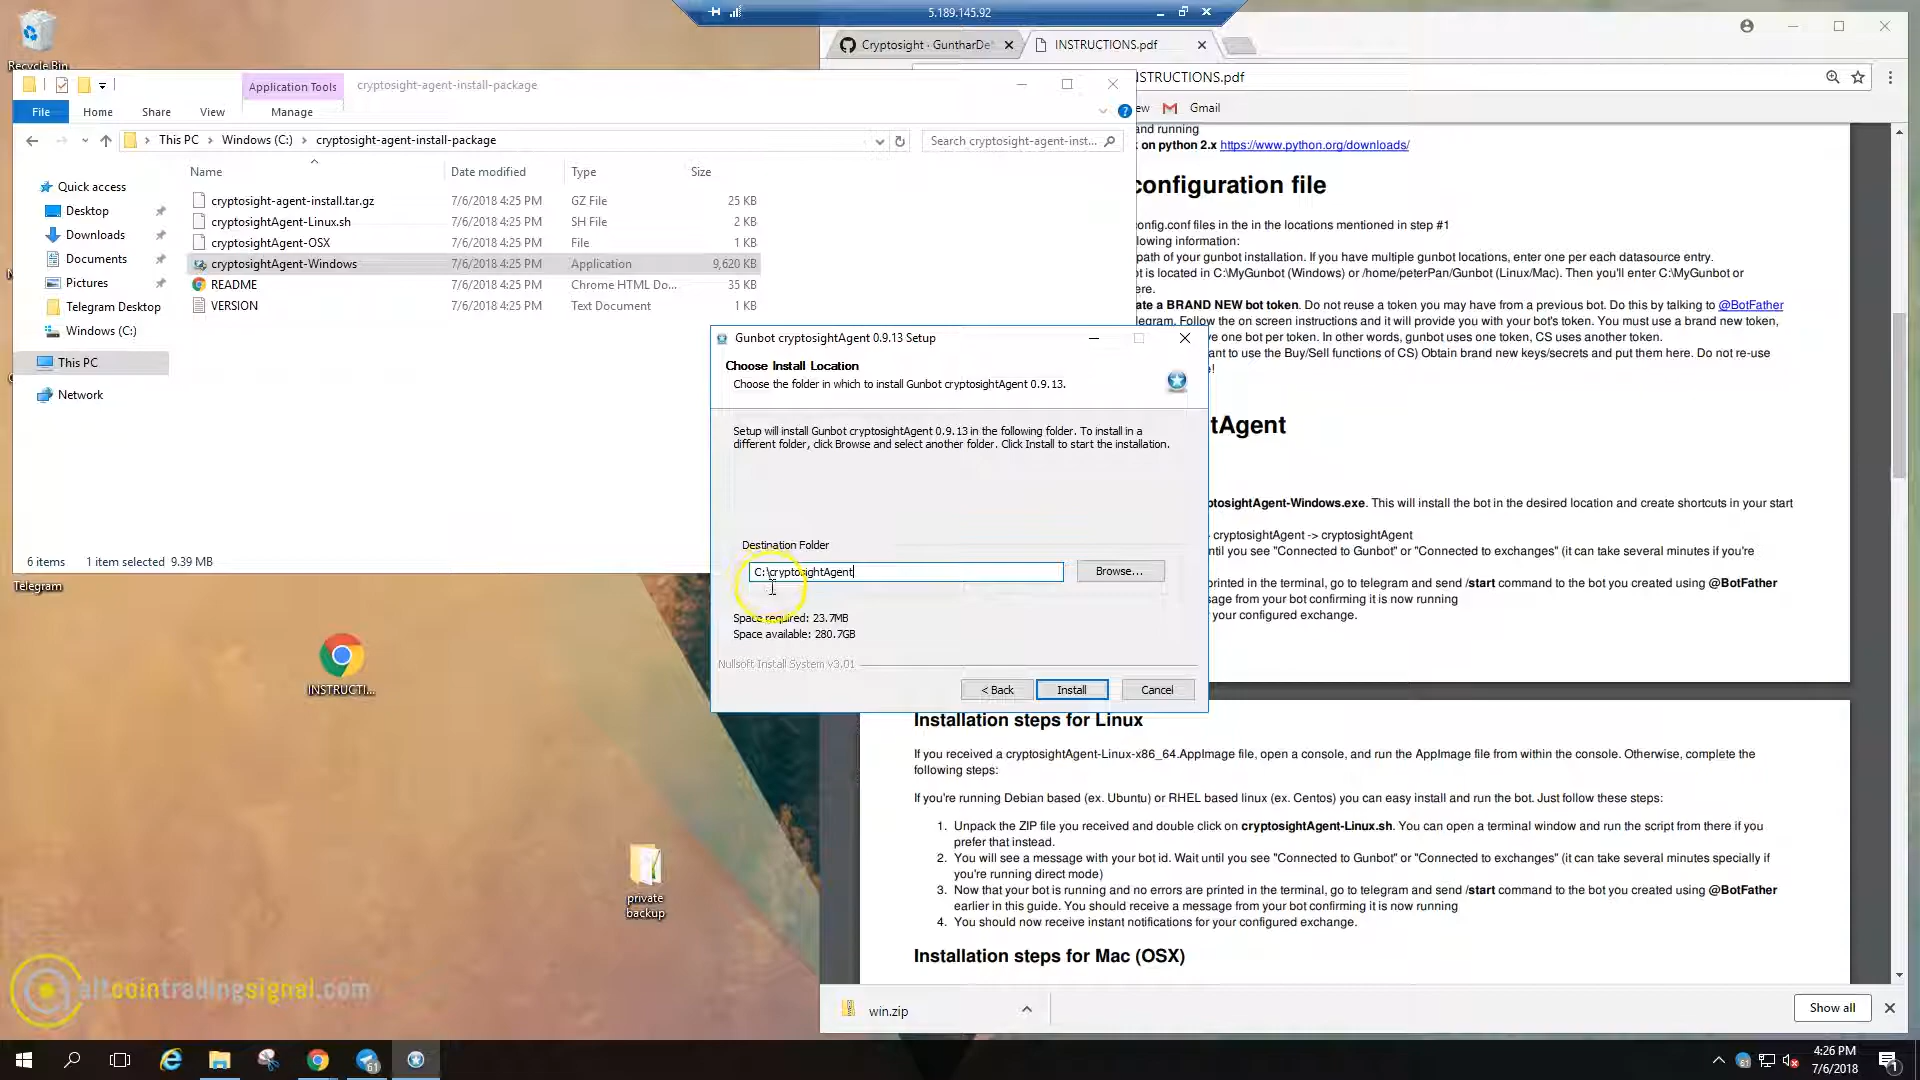 5.189.145.92
Recycle Bin
Application Tools
cryptosight-agent-install-package
File
Home
Share
View
Manage
This PC
Windows (C:)
cryptosight-agent-install-package
Search cryptosight-agent-inst...
Name
Date modified
Type
Size
Quick access
Desktop
Downloads
Documents
Pictures
Telegram Desktop
Windows (C:)
This PC
Network
cryptosight-agent-install.tar.gz 7/6/2018 4:25 PM GZ File 25 KB
cryptosightAgent-Linux.sh 7/6/2018 4:25 PM SH File 2 KB
cryptosightAgent-OSX 7/6/2018 4:25 PM File 1 KB
cryptosightAgent-Windows 7/6/2018 4:25 PM Application 9,620 KB
README 7/6/2018 4:25 PM Chrome HTML Do... 35 KB
VERSION 7/6/2018 4:25 PM Text Document 1 KB
6 items 1 item selected 9.39 MB
Telegram
INSTRUCTI...
private
backup
altcointradingsignal.com
Cryptosight · GuntharDe
INSTRUCTIONS.pdf
STRUCTIONS.pdf
Gmail
and running
on python 2.x https://www.python.org/downloads/
configuration file
config.conf files in the in the locations mentioned in step #1
lowing information:
path of your gunbot installation. If you have multiple gunbot locations, enter one per each datasource entry.
t is located in C:\MyGunbot (Windows) or /home/peterPan/Gunbot (Linux/Mac). Then you'll enter C:\MyGunbot or
ere.
ate a BRAND NEW bot token. Do not reuse a token you may have from a previous bot. Do this by talking to @BotFather
legram. Follow the on screen instructions and it will provide you with your bot's token. You must use a brand new token,
ve one bot per token. In other words, gunbot uses one token, CS uses another token.
ant to use the Buy/Sell functions of CS) Obtain brand new keys/secrets and put them here. Do not re-use
e!
tAgent
ptosightAgent-Windows.exe. This will install the bot in the desired location and create shortcuts in your start
cryptosightAgent -> cryptosightAgent
until you see "Connected to Gunbot" or "Connected to exchanges" (it can take several minutes if you're
printed in the terminal, go to telegram and send /start command to the bot you created using @BotFather
sage from your bot confirming it is now running
your configured exchange.
Gunbot cryptosightAgent 0.9.13 Setup
Choose Install Location
Choose the folder in which to install Gunbot cryptosightAgent 0.9.13.
Setup will install Gunbot cryptosightAgent 0.9.13 in the following folder. To install in a
different folder, click Browse and select another folder. Click Install to start the installation.
Destination Folder
C:\cryptosightAgent
Browse...
Space required: 23.7MB
Space available: 280.7GB
Nullsoft Install System v3.01
< Back
Install
Cancel
Installation steps for Linux
If you received a cryptosightAgent-Linux-x86_64.AppImage file, open a console, and run the AppImage file from within the console. Otherwise, complete the
following steps:
If you're running Debian based (ex. Ubuntu) or RHEL based linux (ex. Centos) you can easy install and run the bot. Just follow these steps:
1. Unpack the ZIP file you received and double click on cryptosightAgent-Linux.sh. You can open a terminal window and run the script from there if you
prefer that instead.
2. You will see a message with your bot id. Wait until you see "Connected to Gunbot" or "Connected to exchanges" (it can take several minutes specially if
you're running direct mode)
3. Now that your bot is running and no errors are printed in the terminal, go to telegram and send /start command to the bot you created using @BotFather
earlier in this guide. You should receive a message from your bot confirming it is now running
4. You should now receive instant notifications for your configured exchange.
Installation steps for Mac (OSX)
win.zip
Show all
61
4:26 PM
7/6/2018
1